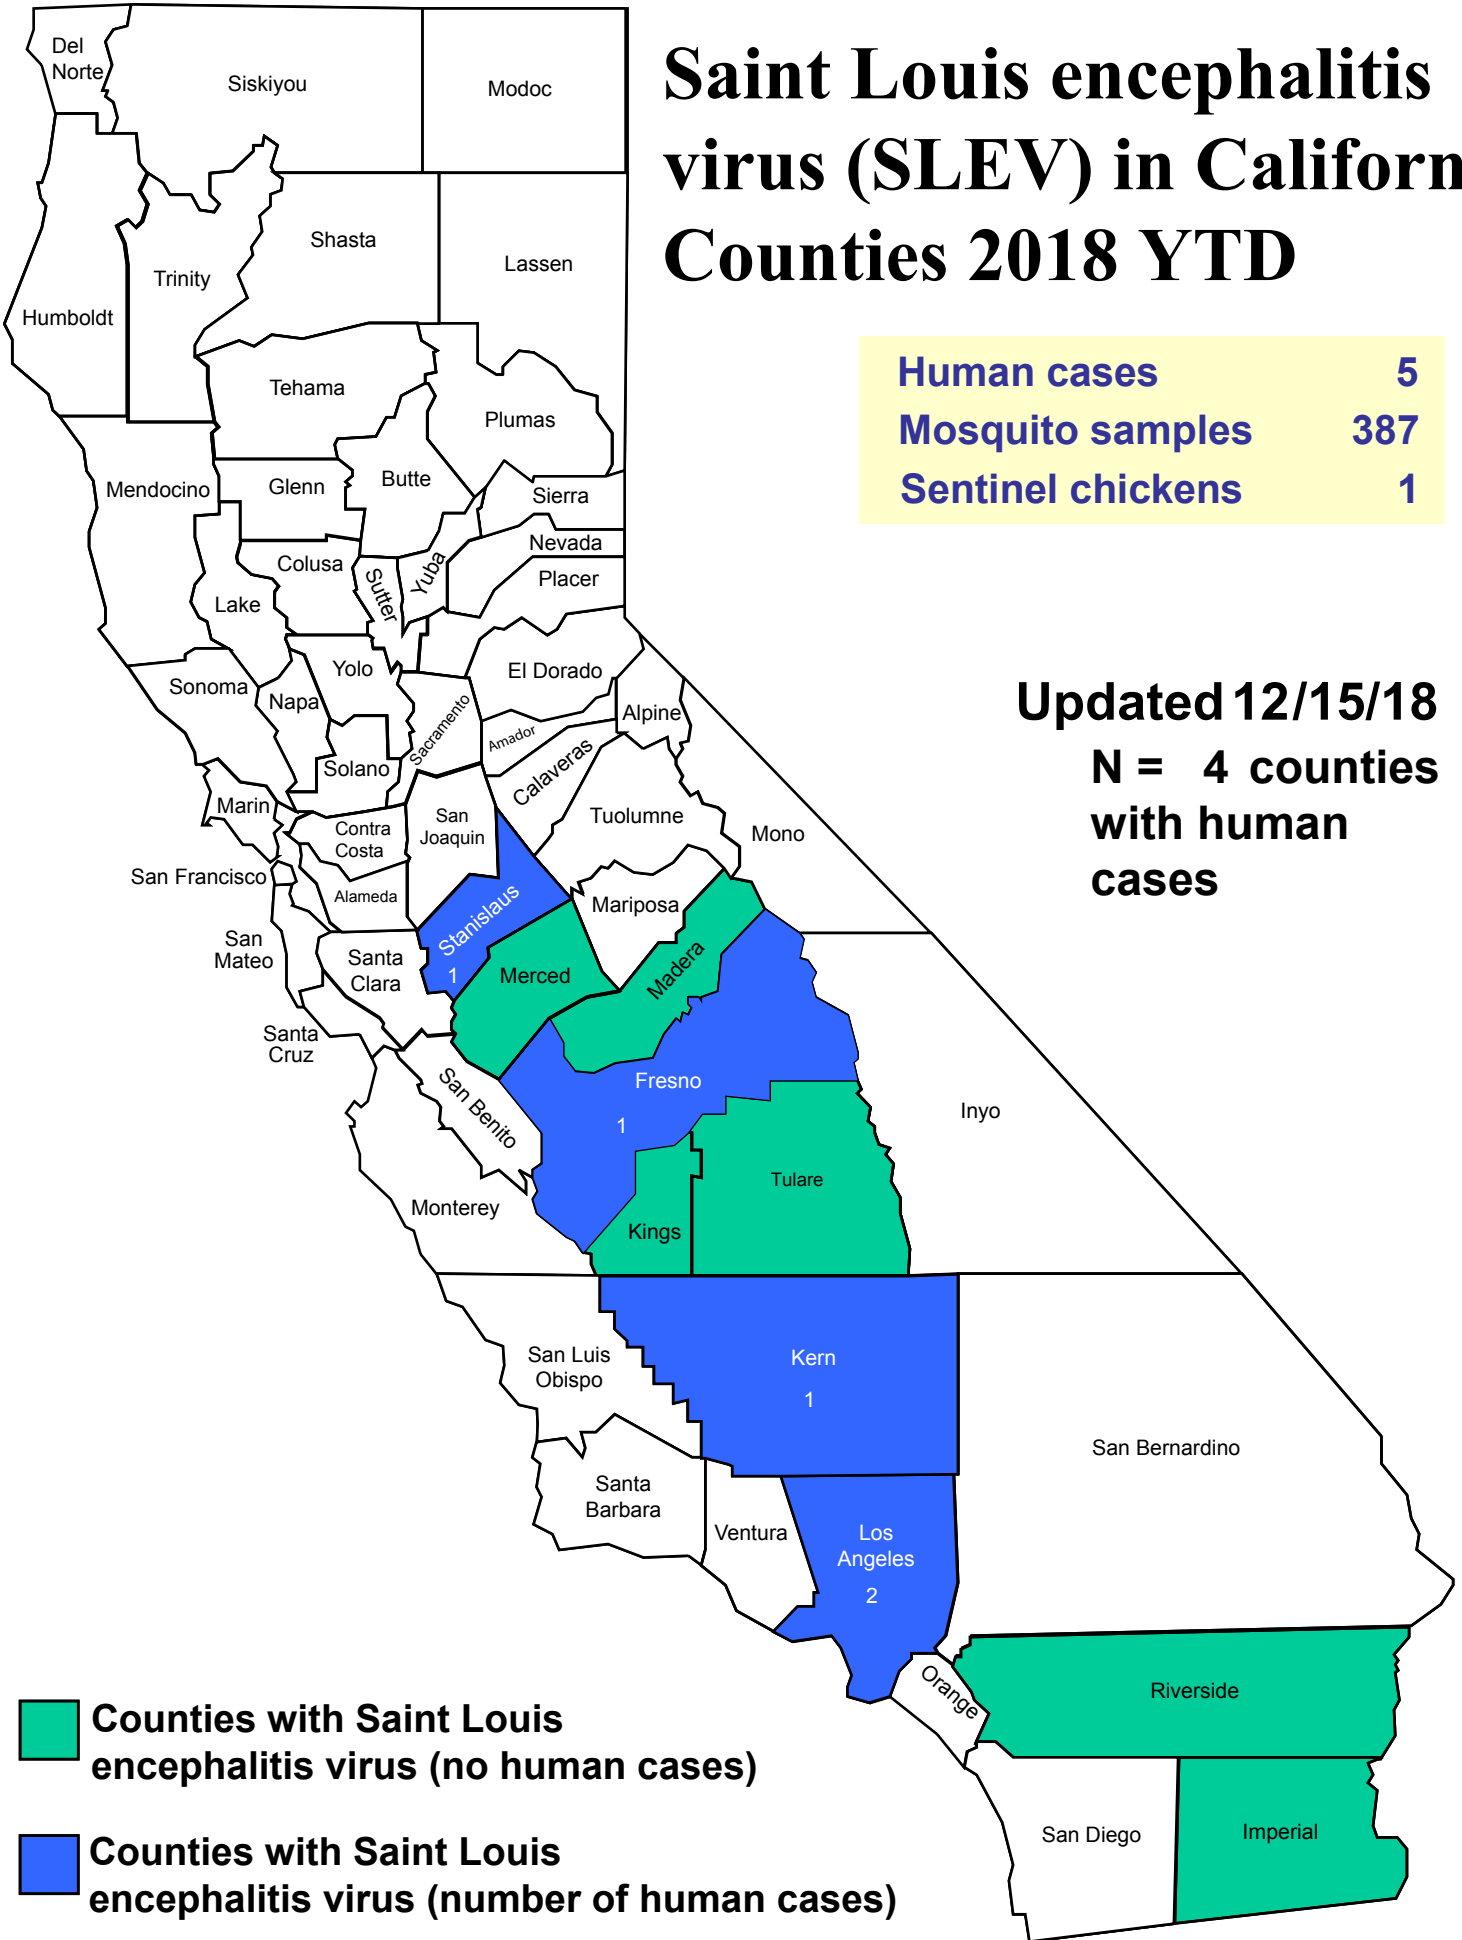 Saint Louis encephalitis
virus (SLEV) in Californ
Counties 2018 YTD
Human cases 5
Mosquito samples 387
Sentinel chickens 1
Updated 12/15/18
N = 4 counties
with human
cases
Del
Norte
Siskiyou
Modoc
Shasta
Lassen
Trinity
Humboldt
Tehama
Plumas
Mendocino
Glenn
Butte
Sierra
Nevada
Colusa
Sutter
Yuba
Placer
Lake
Yolo
El Dorado
Sonoma
Napa
Sacramento
Alpine
Amador
Solano
Calaveras
Marin
Contra
Costa
San
Joaquin
Tuolumne
Mono
San Francisco
Alameda
Stanislaus
1
Mariposa
San
Mateo
Santa
Clara
Merced
Madera
Santa
Cruz
San Benito
Fresno
1
Inyo
Monterey
Kings
Tulare
San Luis
Obispo
Kern
1
San Bernardino
Santa
Barbara
Ventura
Los
Angeles
2
Orange
Riverside
San Diego
Imperial
Counties with Saint Louis
encephalitis virus (no human cases)
Counties with Saint Louis
encephalitis virus (number of human cases)